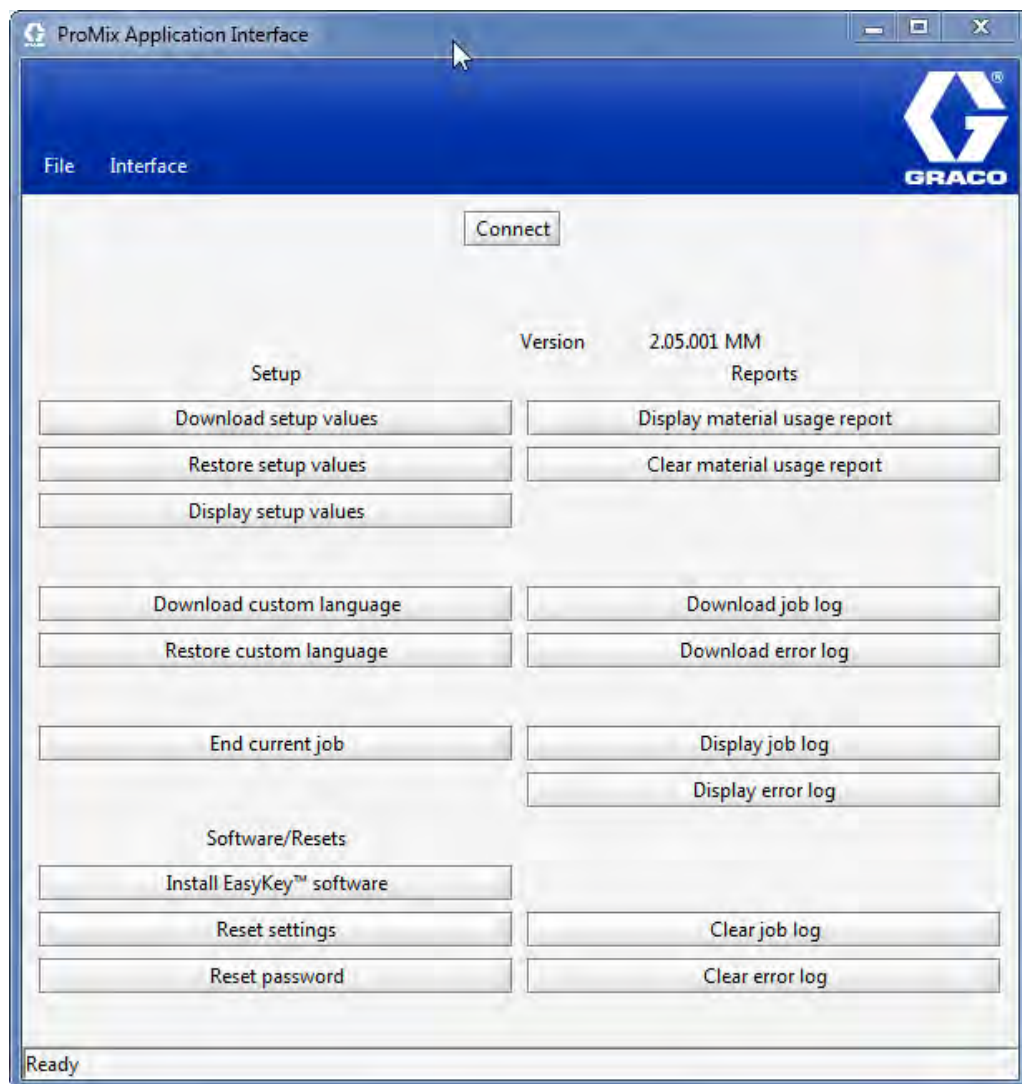 ProMix Application Interface
®
GRACO
File Interface
Connect
Version 2.05.001 MM
Setup Reports
Download setup values Display material usage report
Restore setup values Clear material usage report
Display setup values
Download custom language Download job log
Restore custom language Download error log
End current job Display job log
Display error log
Software/Resets
Install EasyKey™ software
Reset settings Clear job log
Reset password Clear error log
Ready